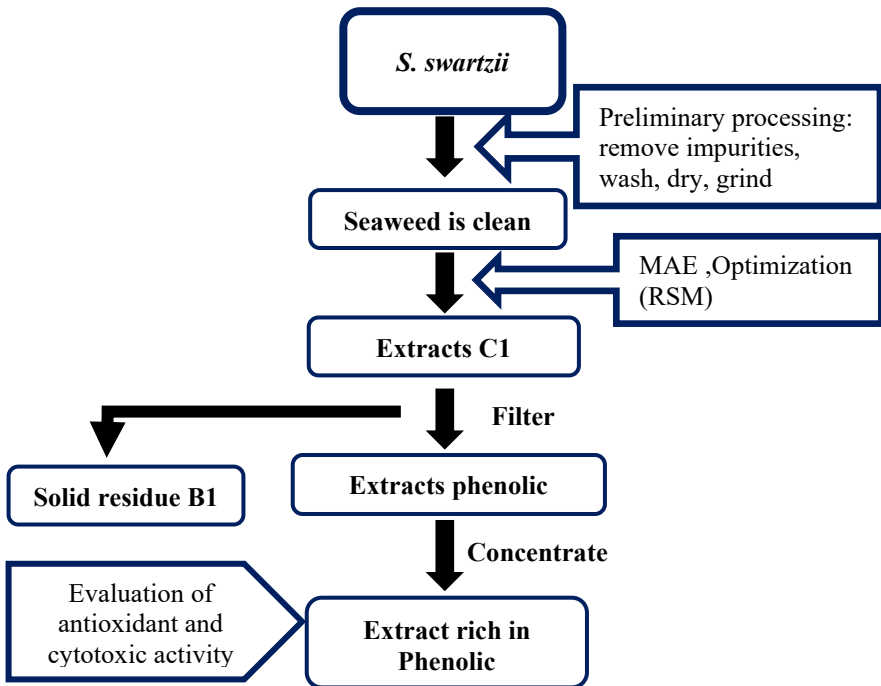 S. swartzii
Preliminary processing:
remove impurities,
wash, dry, grind
Seaweed is clean
MAE ,Optimization
(RSM)
Extracts C1
Filter
Solid residue B1
Extracts phenolic
Concentrate
Evaluation of
antioxidant and
cytotoxic activity
Extract rich in
Phenolic